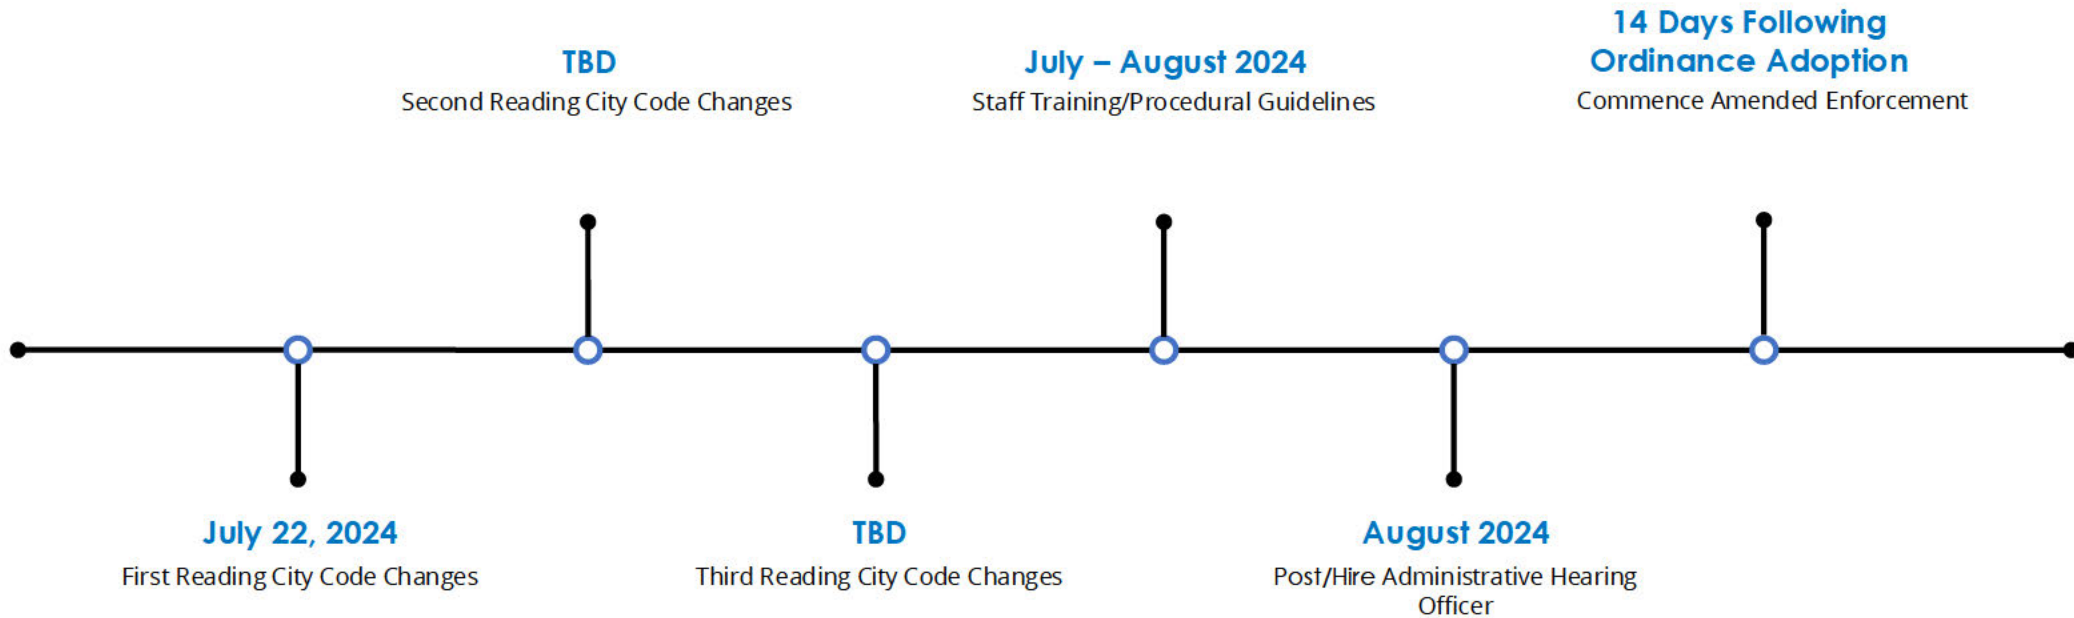 TBD
Second Reading City Code Changes
July – August 2024
Staff Training/Procedural Guidelines
14 Days Following
Ordinance Adoption
Commence Amended Enforcement
July 22, 2024
First Reading City Code Changes
TBD
Third Reading City Code Changes
August 2024
Post/Hire Administrative Hearing
Officer